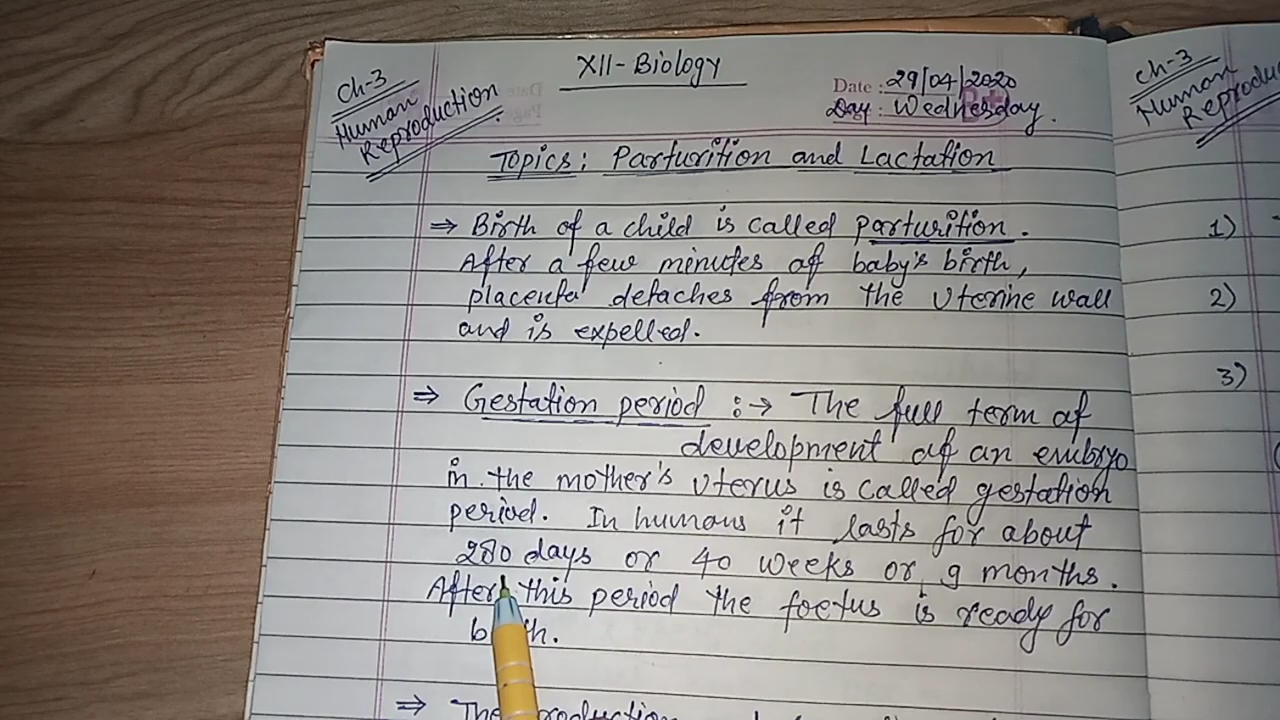 XII - Biology
Ch-3
Human
Reproduction
Date : 29/04/2020
Day : Wednesday.
Topics : Parturition and Lactation
⇒ Birth of a child is called parturition.
After a few minutes of baby's birth,
placenta detaches from the uterine wall
and is expelled.
⇒ Gestation period :→ The full term of
development of an embryo
in the mother's uterus is called gestation
period. In humans it lasts for about
280 days or 40 weeks or 9 months.
After this period the foetus is ready for
⇒ The
Ch-3
Human
1)
2)
3)